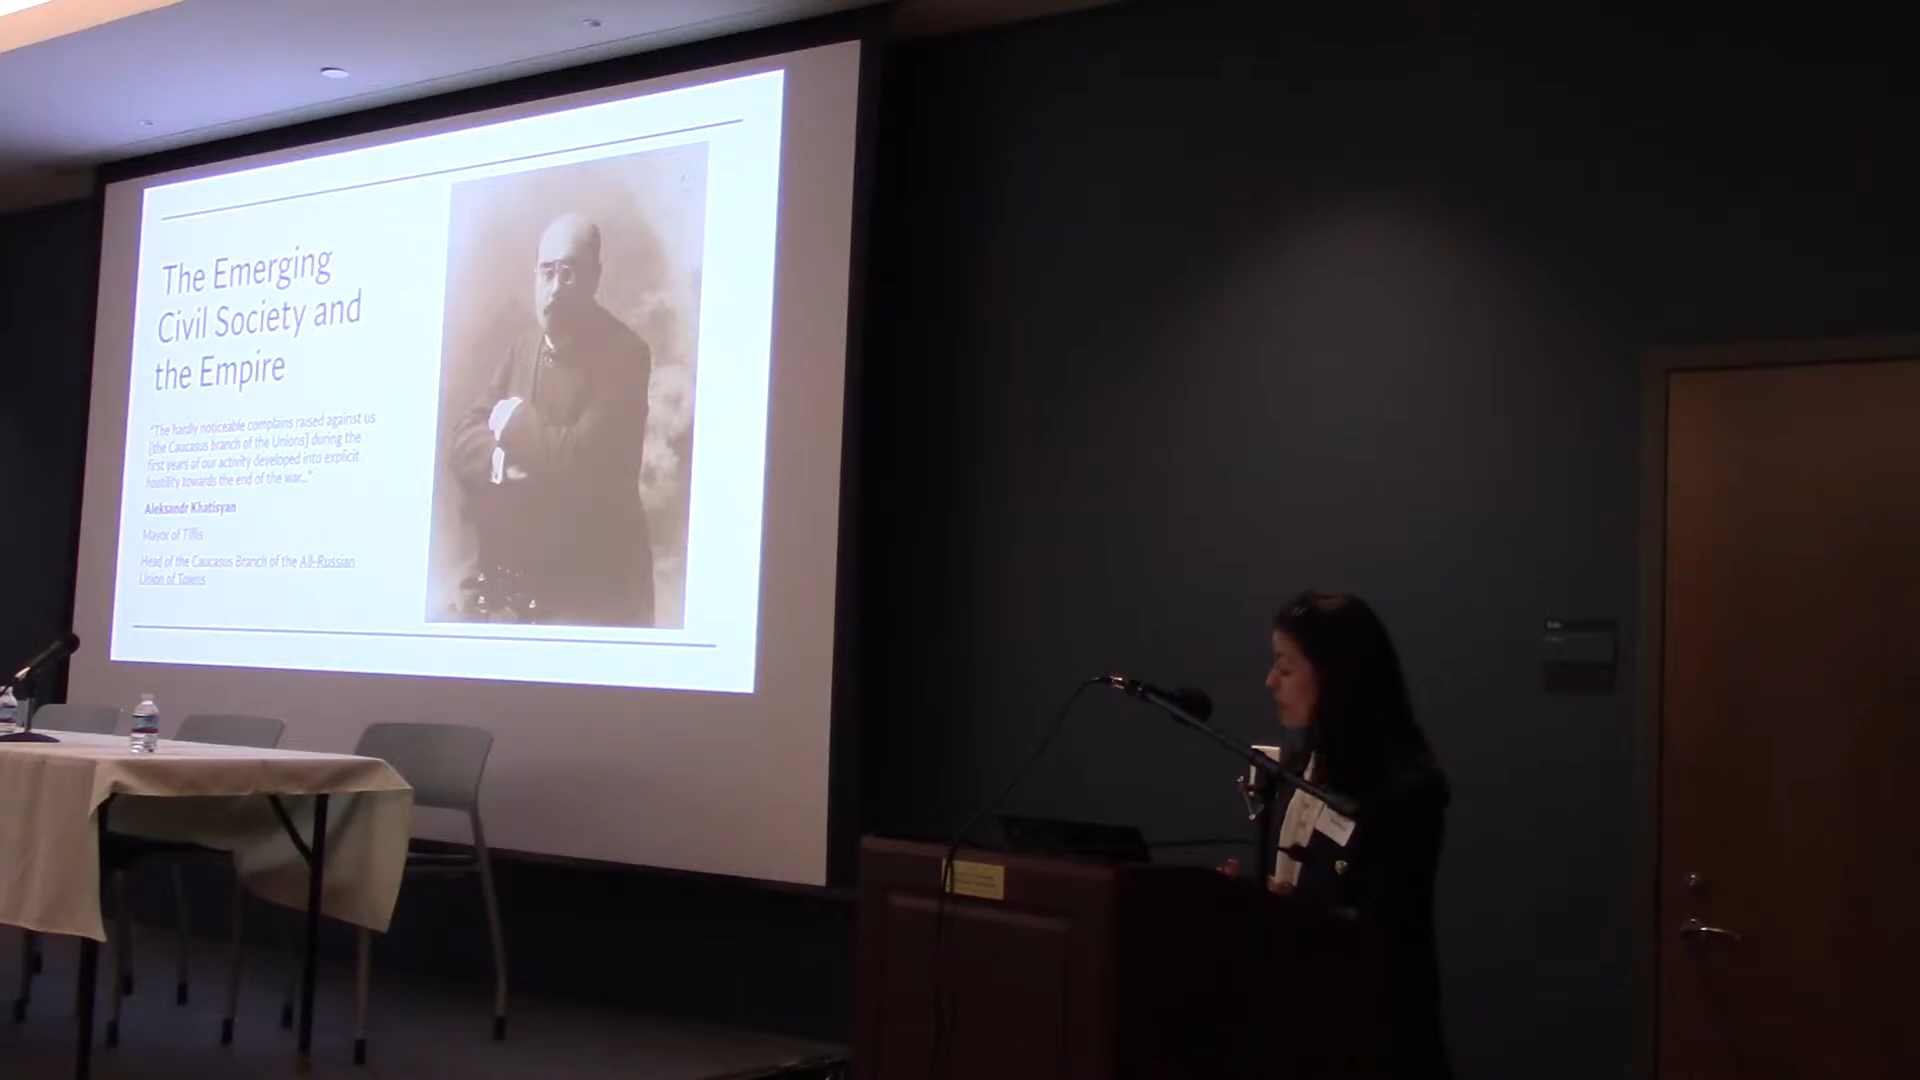 The Emerging
Civil Society and
the Empire
"The hardly noticeable complains raised against us
[the Caucasus branch of the Unions] during the
first years of our activity developed into explicit
hostility towards the end of the war..."
Aleksandr Khatisyan
Mayor of Tiflis
Head of the Caucasus Branch of the All-Russian
Union of Towns